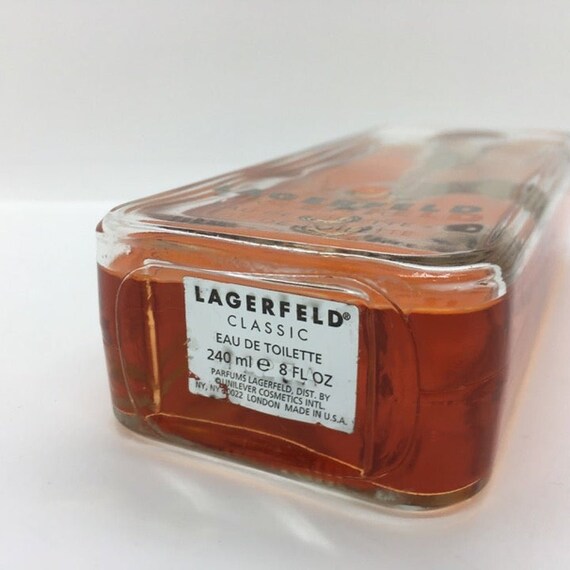 LAGERFELD
LAGERFELD®
CLASSIC
EAU DE TOILETTE
240 ml ℮ 8 FL OZ
PARFUMS LAGERFELD, DIST. BY
UNILEVER COSMETICS INTL.
NY, NY 10022 LONDON MADE IN U.S.A.